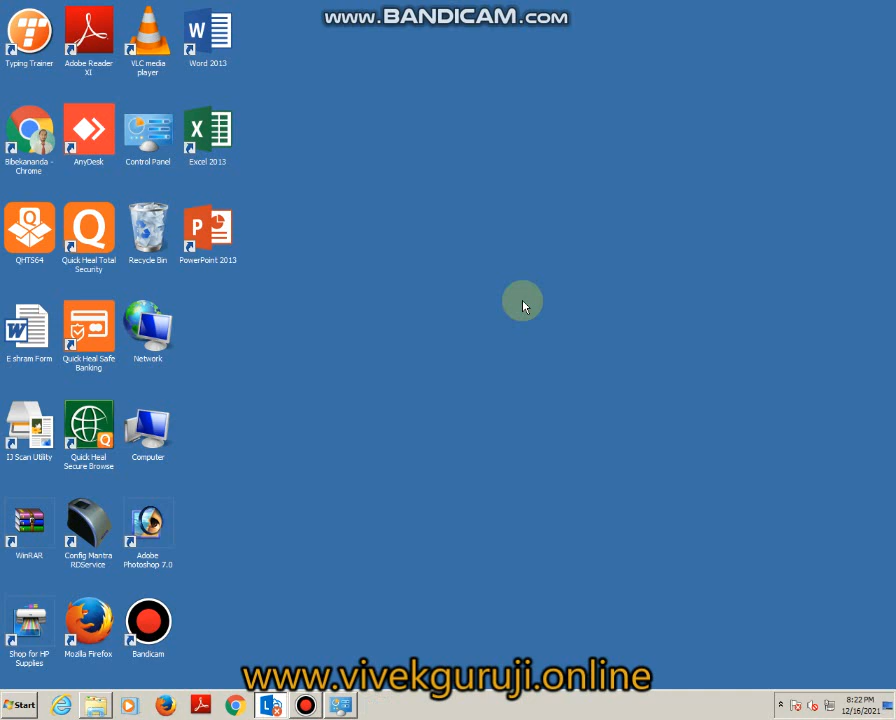 www.BANDICAM.com
Typing Trainer
Adobe Reader
XI
VLC media
player
Word 2013
Bibekananda -
Chrome
AnyDesk
Control Panel
Excel 2013
QHTS64
Quick Heal Total
Security
Recycle Bin
PowerPoint 2013
E shram Form
Quick Heal Safe
Banking
Network
IJ Scan Utility
Quick Heal
Secure Browse
Computer
WinRAR
Config Mantra
RDService
Adobe
Photoshop 7.0
Shop for HP
Supplies
Mozilla Firefox
Bandicam
www.vivekguruji.online
Start
8:22 PM
12/16/2021